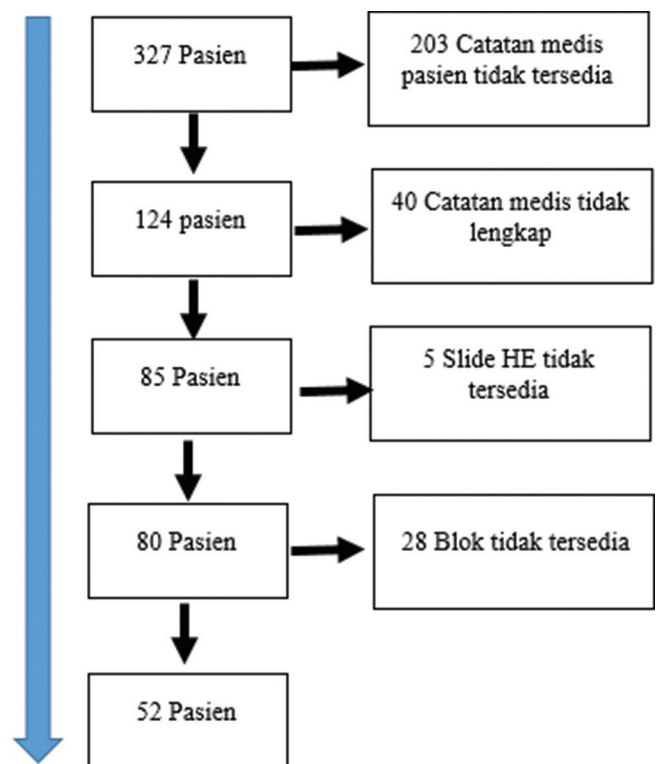 327 Pasien
203 Catatan medis
pasien tidak tersedia
124 pasien
40 Catatan medis tidak
lengkap
85 Pasien
5 Slide HE tidak
tersedia
80 Pasien
28 Blok tidak tersedia
52 Pasien